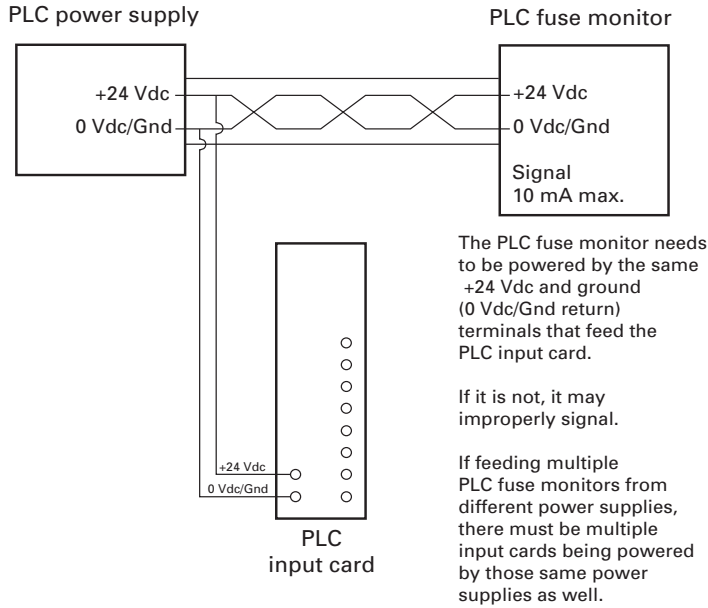 PLC power supply
PLC fuse monitor
+24 Vdc
0 Vdc/Gnd
+24 Vdc
0 Vdc/Gnd
Signal
10 mA max.
The PLC fuse monitor needs
to be powered by the same
+24 Vdc and ground
(0 Vdc/Gnd return)
terminals that feed the
PLC input card.
If it is not, it may
improperly signal.
If feeding multiple
PLC fuse monitors from
different power supplies,
there must be multiple
input cards being powered
by those same power
supplies as well.
+24 Vdc
0 Vdc/Gnd
PLC
input card